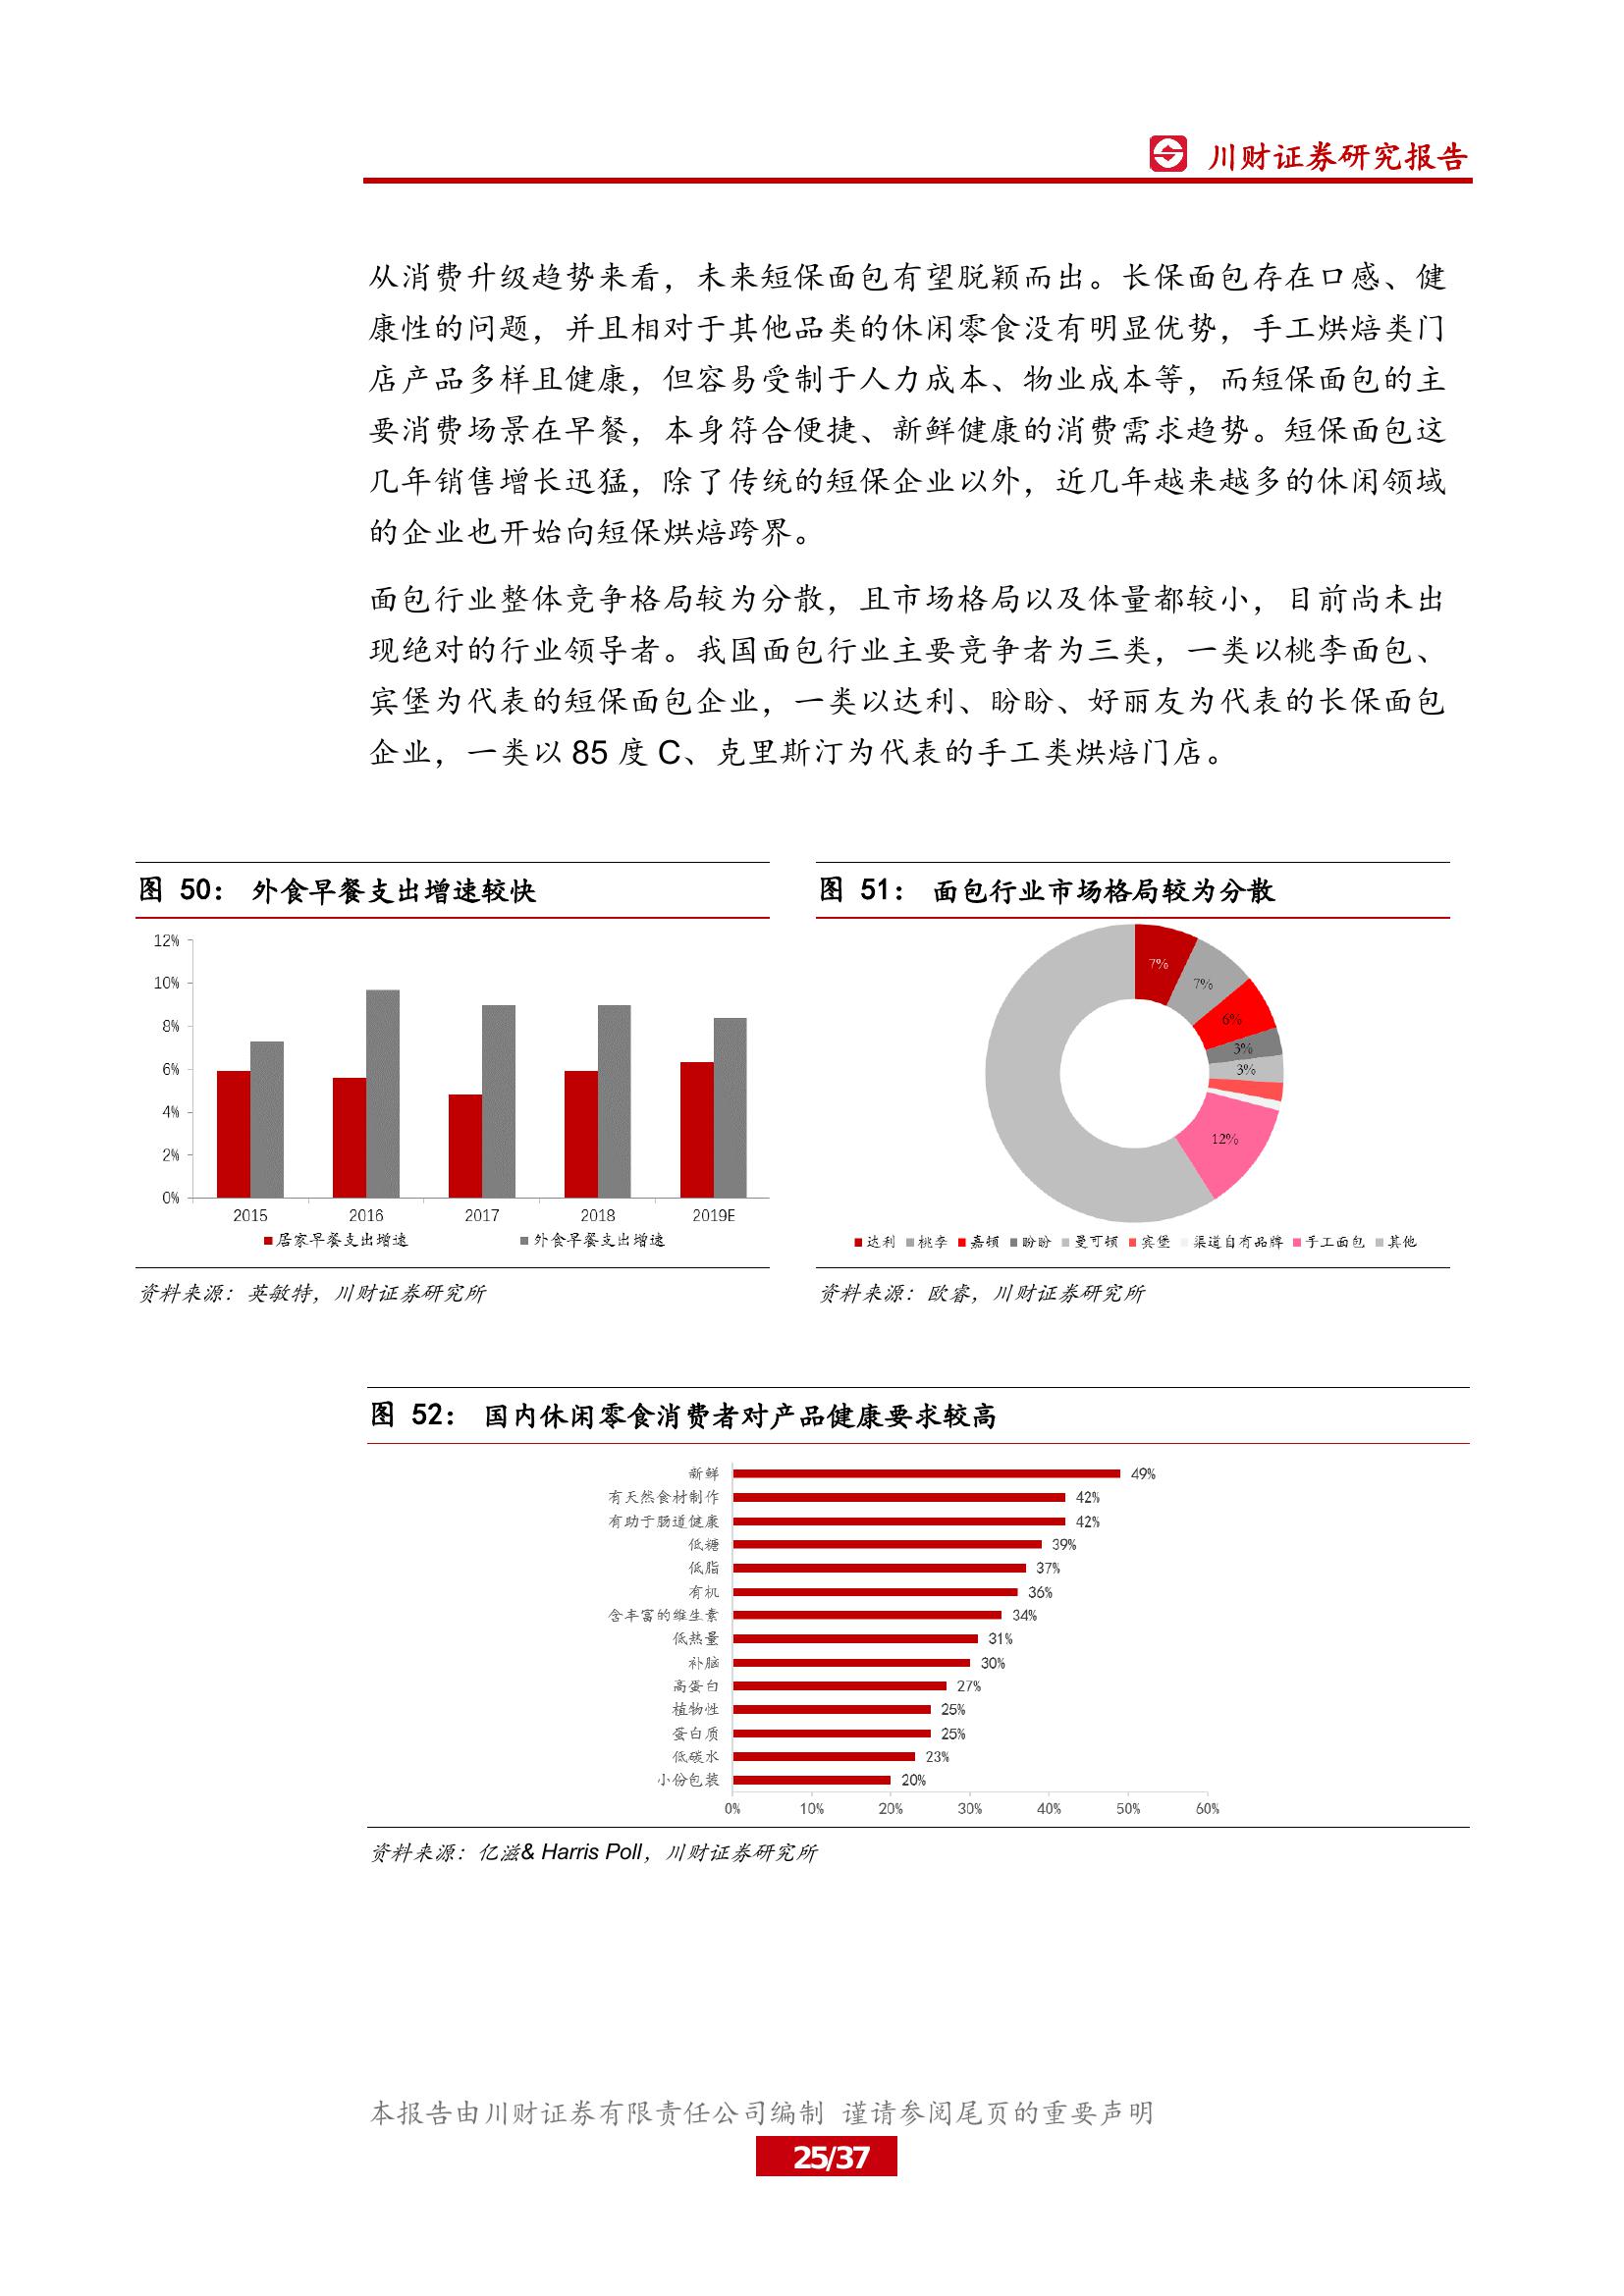 川财证券研究报告
从消费升级趋势来看，未来短保面包有望脱颖而出。长保面包存在口感、健
康性的问题，并且相对于其他品类的休闲零食没有明显优势，手工烘焙类门
店产品多样且健康，但容易受制于人力成本、物业成本等，而短保面包的主
要消费场景在早餐，本身符合便捷、新鲜健康的消费需求趋势。短保面包这
几年销售增长迅猛，除了传统的短保企业以外，近几年越来越多的休闲领域
的企业也开始向短保烘焙跨界。
面包行业整体竞争格局较为分散，且市场格局以及体量都较小，目前尚未出
现绝对的行业领导者。我国面包行业主要竞争者为三类，一类以桃李面包、
宾堡为代表的短保面包企业，一类以达利、盼盼、好丽友为代表的长保面包
企业，一类以 85 度 C、克里斯汀为代表的手工类烘焙门店。
图 50： 外食早餐支出增速较快
12%
10%
8%
6%
4%
2%
0%
2015 2016 2017 2018 2019E
居家早餐支出增速 外食早餐支出增速
资料来源：英敏特，川财证券研究所
图 51： 面包行业市场格局较为分散
7%
7%
6%
3%
3%
12%
达利 桃李 嘉顿 盼盼 曼可顿 宾堡 渠道自有品牌 手工面包 其他
资料来源：欧睿，川财证券研究所
图 52： 国内休闲零食消费者对产品健康要求较高
新鲜 49%
有天然食材制作 42%
有助于肠道健康 42%
低糖 39%
低脂 37%
有机 36%
含丰富的维生素 34%
低热量 31%
补脑 30%
高蛋白 27%
植物性 25%
蛋白质 25%
低碳水 23%
小份包装 20%
0% 10% 20% 30% 40% 50% 60%
资料来源：亿滋& Harris Poll，川财证券研究所
本报告由川财证券有限责任公司编制 谨请参阅尾页的重要声明
25/37